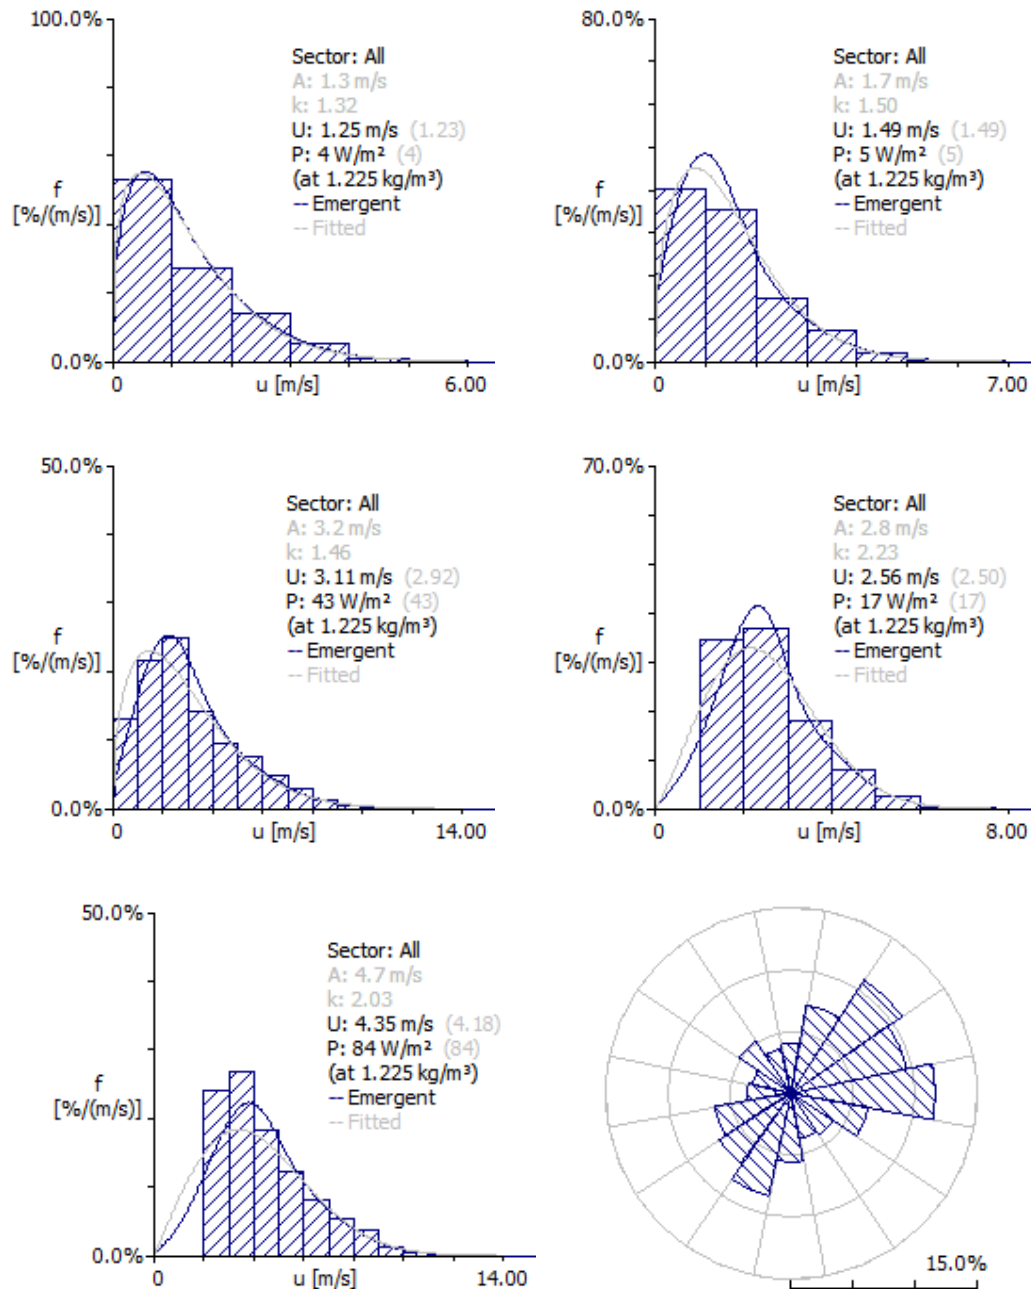 100.0%
Sector: All
A: 1.3 m/s
k: 1.32
U: 1.25 m/s (1.23)
P: 4 W/m² (4)
(at 1.225 kg/m³)
-- Emergent
-- Fitted
f
[%/(m/s)]
0.0%
0
u [m/s]
6.00
80.0%
Sector: All
A: 1.7 m/s
k: 1.50
U: 1.49 m/s (1.49)
P: 5 W/m² (5)
(at 1.225 kg/m³)
-- Emergent
-- Fitted
f
[%/(m/s)]
0.0%
0
u [m/s]
7.00
50.0%
Sector: All
A: 3.2 m/s
k: 1.46
U: 3.11 m/s (2.92)
P: 43 W/m² (43)
(at 1.225 kg/m³)
-- Emergent
-- Fitted
f
[%/(m/s)]
0.0%
0
u [m/s]
14.00
70.0%
Sector: All
A: 2.8 m/s
k: 2.23
U: 2.56 m/s (2.50)
P: 17 W/m² (17)
(at 1.225 kg/m³)
-- Emergent
-- Fitted
f
[%/(m/s)]
0.0%
0
u [m/s]
8.00
50.0%
Sector: All
A: 4.7 m/s
k: 2.03
U: 4.35 m/s (4.18)
P: 84 W/m² (84)
(at 1.225 kg/m³)
-- Emergent
-- Fitted
f
[%/(m/s)]
0.0%
0
u [m/s]
14.00
15.0%